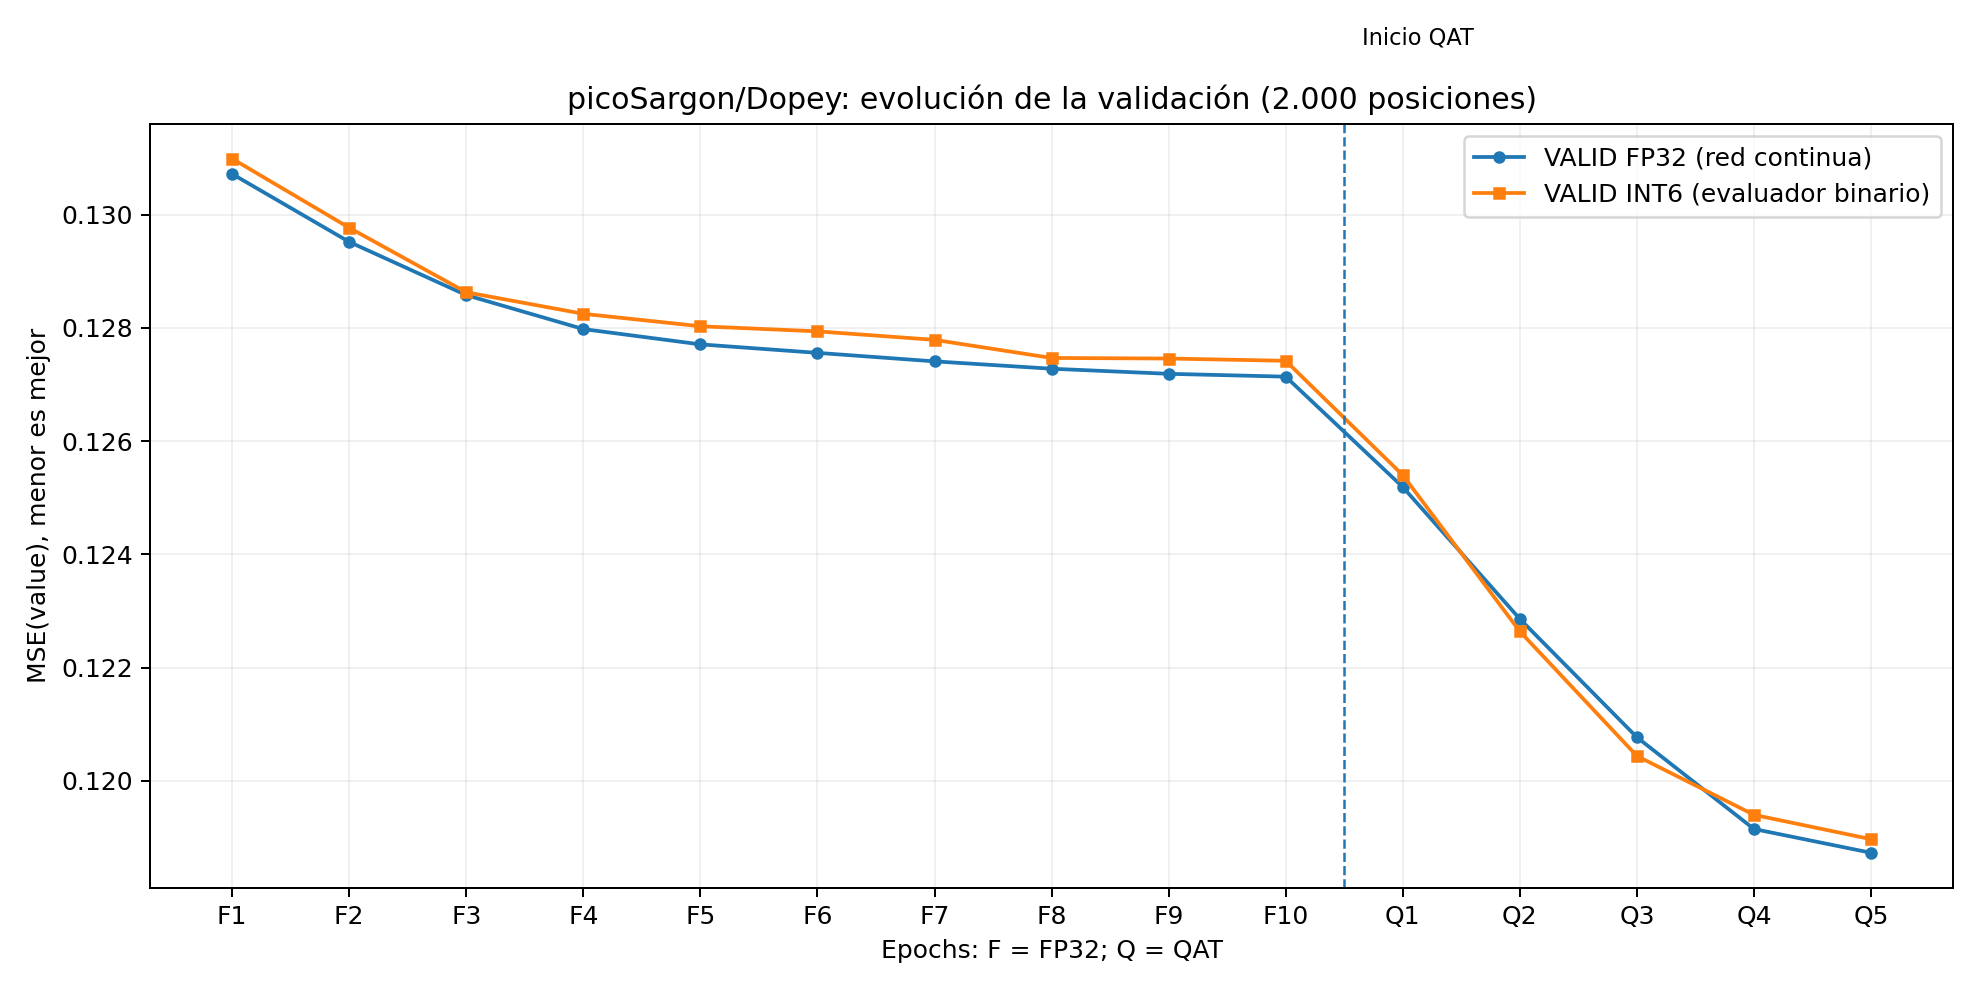 Inicio QAT
picoSargon/Dopey: evolución de la validación (2.000 posiciones)
VALID FP32 (red continua)
VALID INT6 (evaluador binario)
MSE(value), menor es mejor
0.130
0.128
0.126
0.124
0.122
0.120
F1 F2 F3 F4 F5 F6 F7 F8 F9 F10 Q1 Q2 Q3 Q4 Q5
Epochs: F = FP32; Q = QAT